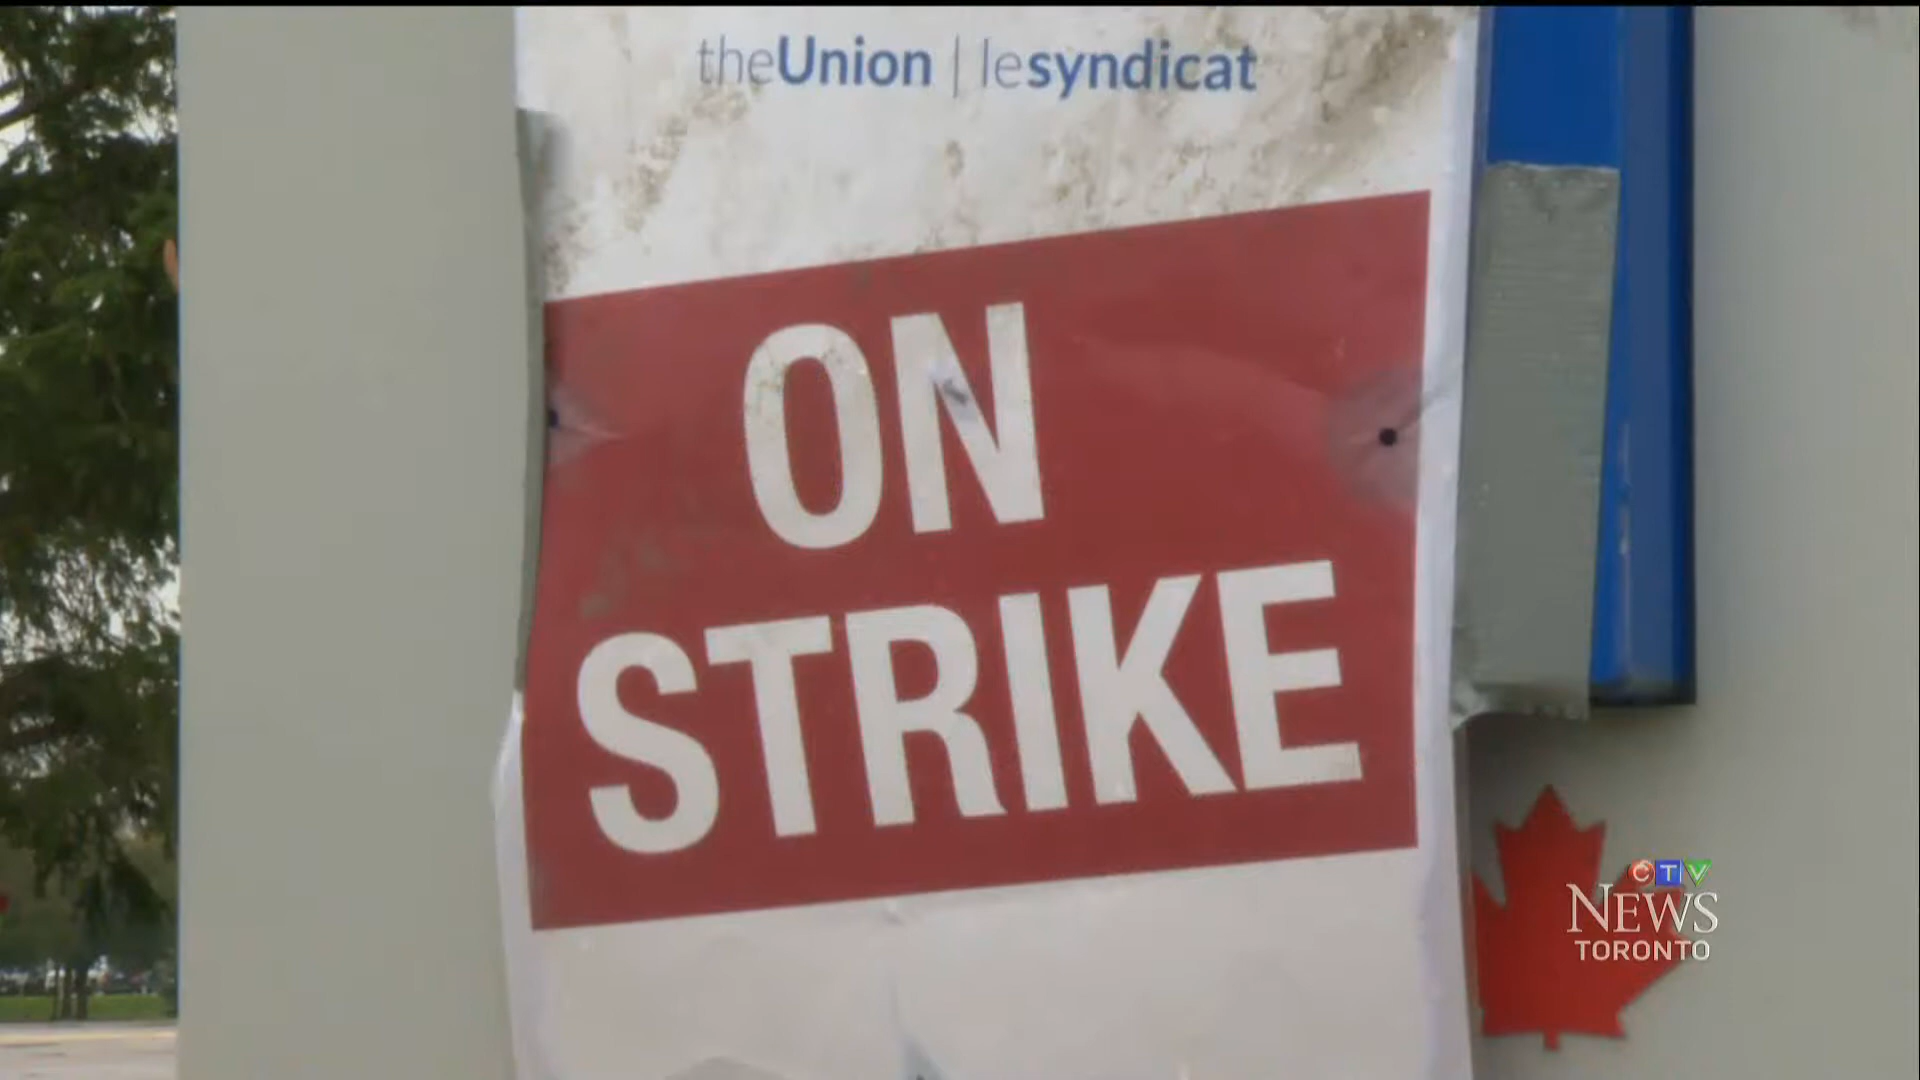 theUnion | lesyndicat
ON
STRIKE
CTV
NEWS
TORONTO